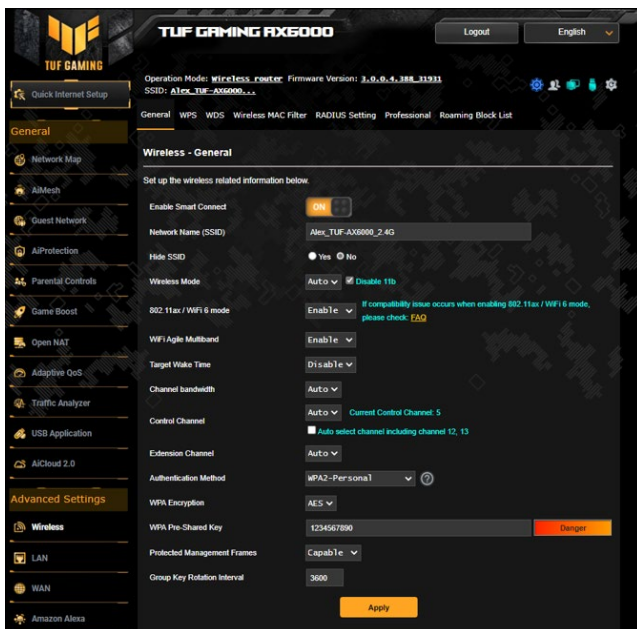 TUF GAMING AX6000
Logout
English
TUF GAMING
Operation Mode: Wireless router Firmware Version: 3.0.0.4.388_31931
SSID: Alex_TUF-AX6000...
Quick Internet Setup
General WPS WDS Wireless MAC Filter RADIUS Setting Professional Roaming Block List
General
Network Map
AiMesh
Guest Network
AiProtection
Parental Controls
Game Boost
Open NAT
Adaptive QoS
Traffic Analyzer
USB Application
AiCloud 2.0
Advanced Settings
Wireless
LAN
WAN
Amazon Alexa
Wireless - General
Set up the wireless related information below.
Enable Smart Connect ON
Network Name (SSID) Alex_TUF-AX6000_2.4G
Hide SSID Yes No
Wireless Mode Auto Disable 11b
802.11ax / WiFi 6 mode Enable If compatibility issue occurs when enabling 802.11ax / WiFi 6 mode,
please check: FAQ
WiFi Agile Multiband Enable
Target Wake Time Disable
Channel bandwidth Auto
Control Channel Auto Current Control Channel: 5
Auto select channel including channel 12, 13
Extension Channel Auto
Authentication Method WPA2-Personal ?
WPA Encryption AES
WPA Pre-Shared Key 1234567890 Danger
Protected Management Frames Capable
Group Key Rotation Interval 3600
Apply